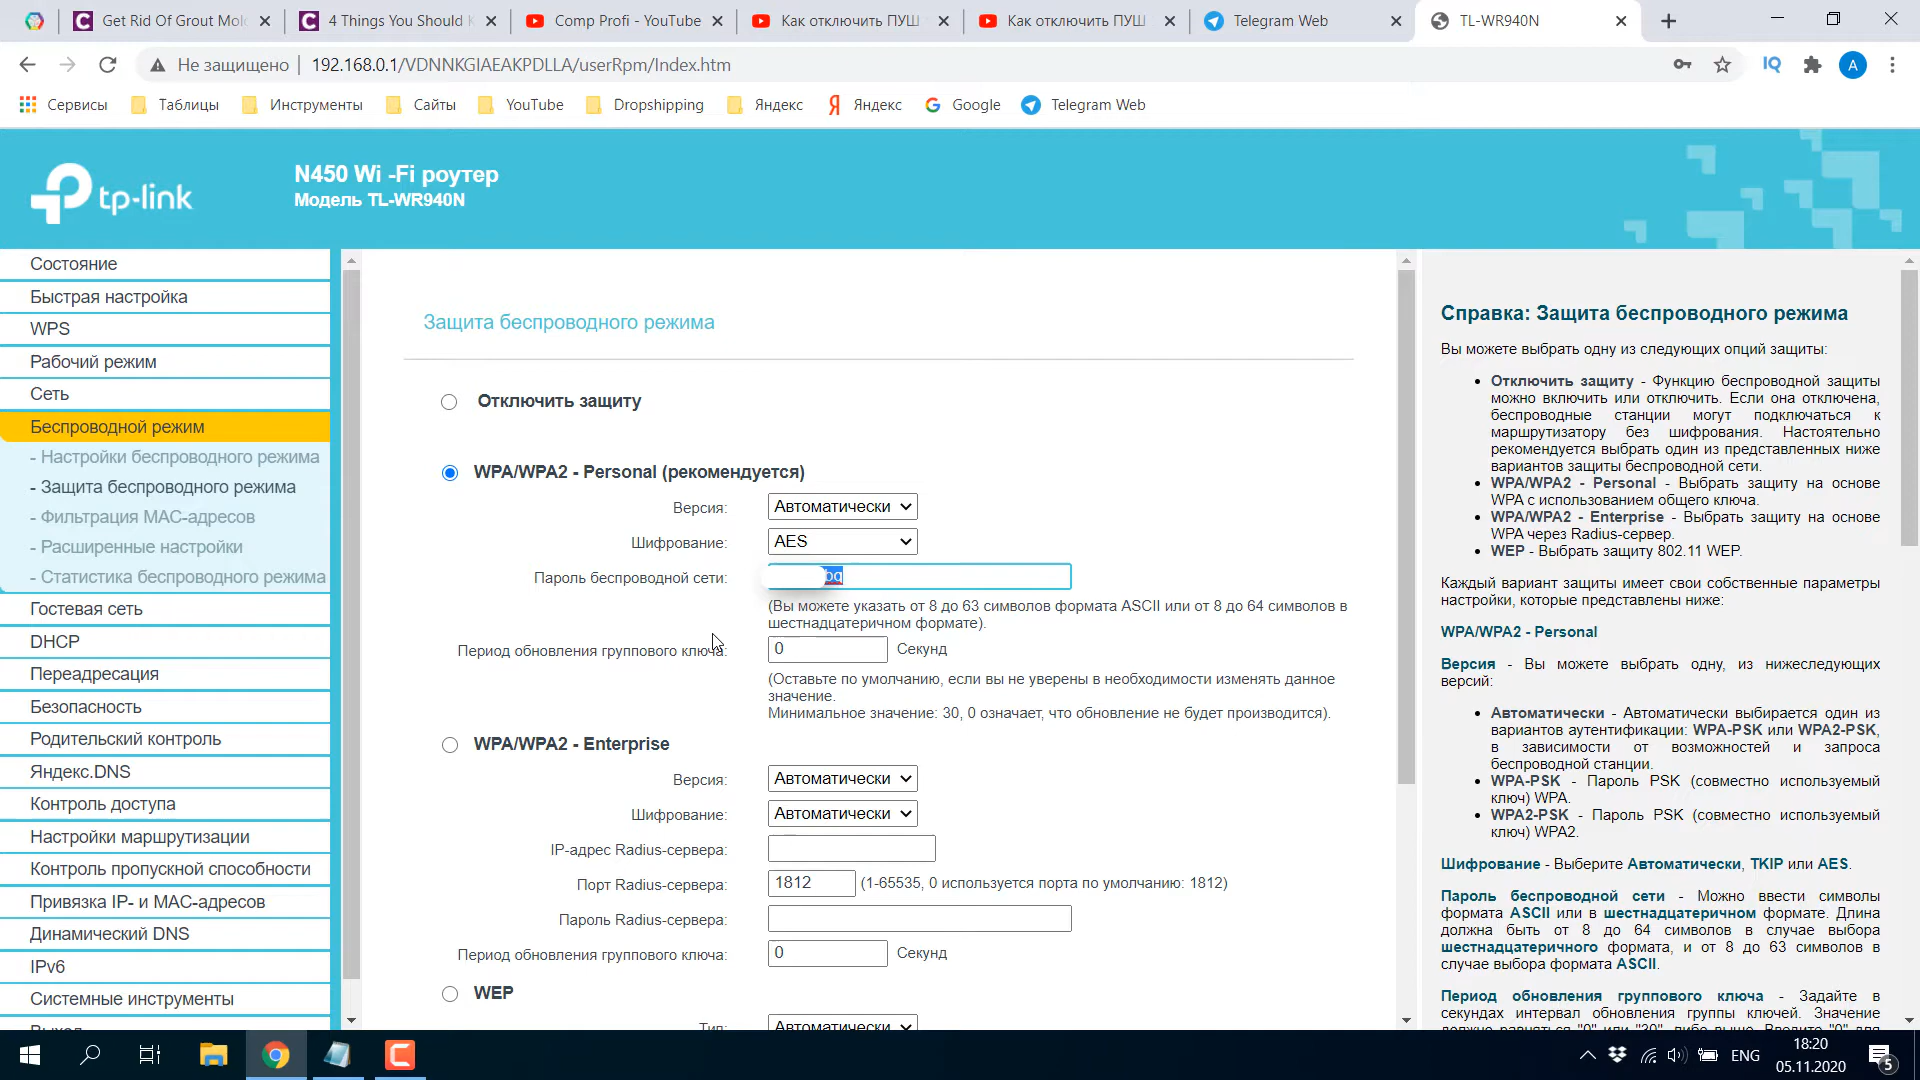 Get Rid Of Grout Mol
4 Things You Should
Comp Profi - YouTube
Как отключить ПУШ
Как отключить ПУШ
Telegram Web
TL-WR940N
Не защищено
192.168.0.1/VDNNKGIAEAKPDLLA/userRpm/Index.htm
IQ
A
Сервисы
Таблицы
Инструменты
Сайты
YouTube
Dropshipping
Яндекс
Яндекс
Google
Telegram Web
tp-link
N450 Wi -Fi роутер
Модель TL-WR940N
Состояние
Быстрая настройка
WPS
Рабочий режим
Сеть
Беспроводной режим
- Настройки беспроводного режима
- Защита беспроводного режима
- Фильтрация MAC-адресов
- Расширенные настройки
- Статистика беспроводного режима
Гостевая сеть
DHCP
Переадресация
Безопасность
Родительский контроль
Яндекс.DNS
Контроль доступа
Настройки маршрутизации
Контроль пропускной способности
Привязка IP- и MAC-адресов
Динамический DNS
IPv6
Системные инструменты
Выход
Защита беспроводного режима
Отключить защиту
WPA/WPA2 - Personal (рекомендуется)
Версия: Автоматически
Шифрование: AES
Пароль беспроводной сети:
(Вы можете указать от 8 до 63 символов формата ASCII или от 8 до 64 символов в
шестнадцатеричном формате).
Период обновления группового ключа: 0 Секунд
(Оставьте по умолчанию, если вы не уверены в необходимости изменять данное
значение.
Минимальное значение: 30, 0 означает, что обновление не будет производится).
WPA/WPA2 - Enterprise
Версия: Автоматически
Шифрование: Автоматически
IP-адрес Radius-сервера:
Порт Radius-сервера: 1812 (1-65535, 0 используется порта по умолчанию: 1812)
Пароль Radius-сервера:
Период обновления группового ключа: 0 Секунд
WEP
Тип: Автоматически
Справка: Защита беспроводного режима
Вы можете выбрать одну из следующих опций защиты:
Отключить защиту - Функцию беспроводной защиты
можно включить или отключить. Если она отключена,
беспроводные станции могут подключаться к
маршрутизатору без шифрования. Настоятельно
рекомендуется выбрать один из представленных ниже
вариантов защиты беспроводной сети.
WPA/WPA2 - Personal - Выбрать защиту на основе
WPA с использованием общего ключа.
WPA/WPA2 - Enterprise - Выбрать защиту на основе
WPA через Radius-сервер.
WEP - Выбрать защиту 802.11 WEP.
Каждый вариант защиты имеет свои собственные параметры
настройки, которые представлены ниже:
WPA/WPA2 - Personal
Версия - Вы можете выбрать одну, из нижеследующих
версий:
Автоматически - Автоматически выбирается один из
вариантов аутентификации: WPA-PSK или WPA2-PSK,
в зависимости от возможностей и запроса
беспроводной станции.
WPA-PSK - Пароль PSK (совместно используемый
ключ) WPA.
WPA2-PSK - Пароль PSK (совместно используемый
ключ) WPA2.
Шифрование - Выберите Автоматически, TKIP или AES.
Пароль беспроводной сети - Можно ввести символы
формата ASCII или в шестнадцатеричном формате. Длина
должна быть от 8 до 64 символов в случае выбора
шестнадцатеричного формата, и от 8 до 63 символов в
случае выбора формата ASCII.
Период обновления группового ключа - Задайте в
секундах интервал обновления группы ключей. Значение
ENG
18:20
05.11.2020
5